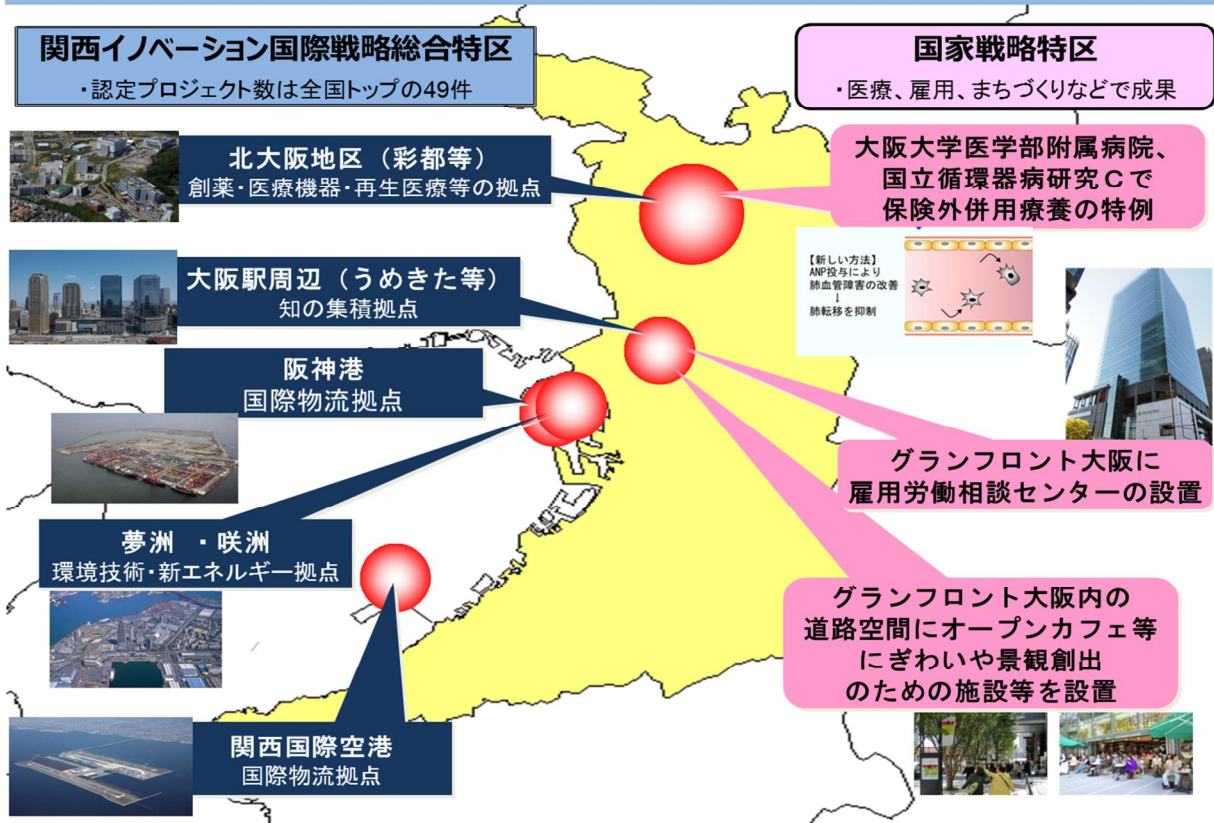 関西イノベーション国際戦略総合特区
・認定プロジェクト数は全国トップの49件
国家戦略特区
・医療、雇用、まちづくりなどで成果
北大阪地区（彩都等）
創薬・医療機器・再生医療等の拠点
大阪駅周辺（うめきた等）
知の集積拠点
阪神港
国際物流拠点
夢洲 ・咲洲
環境技術・新エネルギー拠点
関西国際空港
国際物流拠点
大阪大学医学部附属病院、
国立循環器病研究Cで
保険外併用療養の特例
【新しい方法】
ANP投与により
肺血管障害の改善
↓
肺転移を抑制
グランフロント大阪に
雇用労働相談センターの設置
グランフロント大阪内の
道路空間にオープンカフェ等
にぎわいや景観創出
のための施設等を設置